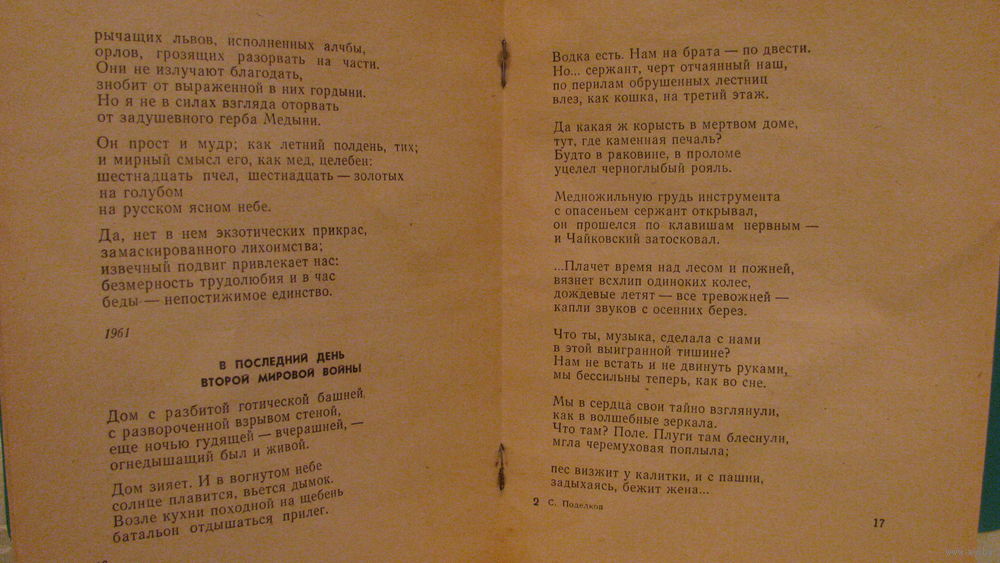 рычащих львов, исполненных алчбы,
орлов, грозящих разорвать на части.
Они не излучают благодать,
знобит от выраженной в них гордыни.
Но я не в силах взгляда оторвать
от задушевного герба Медыни.
Он прост и мудр; как летний полдень, тих;
и мирный смысл его, как мед, целебен:
шестнадцать пчел, шестнадцать — золотых
на голубом
на русском ясном небе.
Да, нет в нем экзотических прикрас,
замаскированного лихоимства;
извечный подвиг привлекает нас:
безмерность трудолюбия и в час
беды — непостижимое единство.
1961
В ПОСЛЕДНИЙ ДЕНЬ
ВТОРОЙ МИРОВОЙ ВОЙНЫ
Дом с разбитой готической башней,
с развороченной взрывом стеной,
еще ночью гудящей — вчерашней, —
огнедышащий был и живой.
Дом зияет. И в вогнутом небе
солнце плавится, вьется дымок.
Возле кухни походной на щебень
батальон отдышаться прилег.
Водка есть. Нам на брата — по двести.
Но... сержант, черт отчаянный наш,
по перилам обрушенных лестниц
влез, как кошка, на третий этаж.
Да какая ж корысть в мертвом доме,
тут, где каменная печаль?
Будто в раковине, в проломе
уцелел черноглыбый рояль.
Медножильную грудь инструмента
с опасеньем сержант открывал,
он прошелся по клавишам нервным —
и Чайковский затосковал.
...Плачет время над лесом и пожней,
вязнет всхлип одиноких колес,
дождевые летят — все тревожней —
капли звуков с осенних берез.
Что ты, музыка, сделала с нами
в этой выигранной тишине?
Нам не встать и не двинуть руками,
мы бессильны теперь, как во сне.
Мы в сердца свои тайно взглянули,
как в волшебные зеркала.
Что там? Поле. Плуги там блеснули,
мгла черемуховая поплыла;
пес визжит у калитки, и с пашни,
задыхаясь, бежит жена...
2 С. Поделков
17